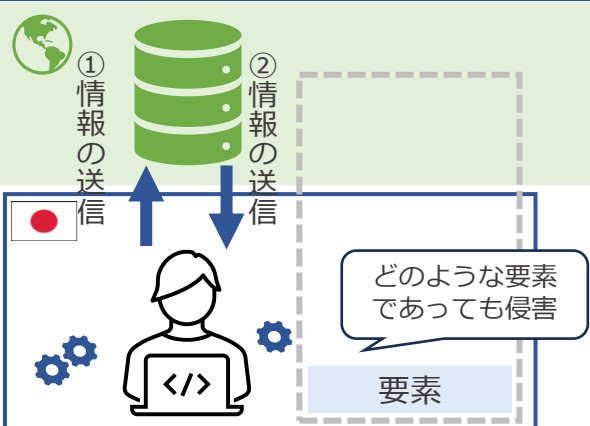 ①情報の送信
②情報の送信
どのような要素
であっても侵害
</>
要素